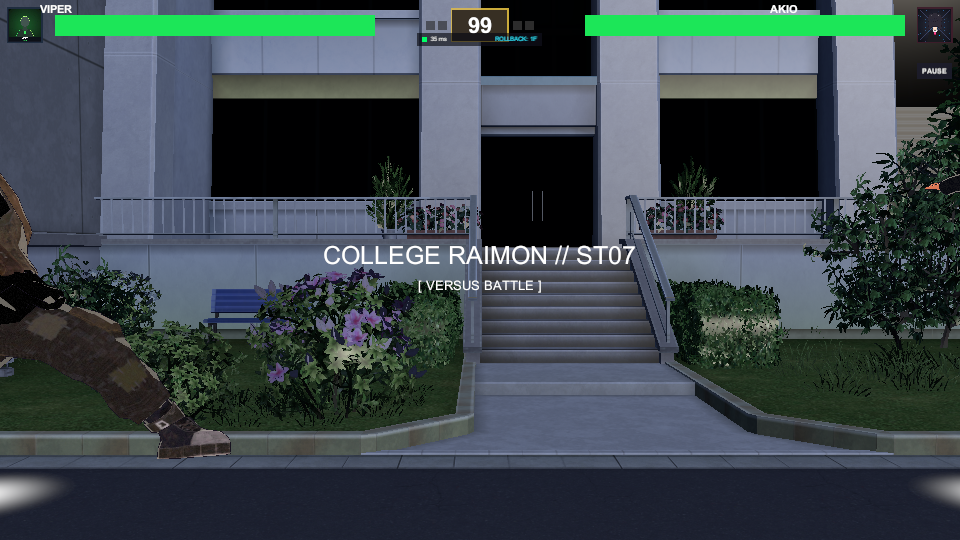 VIPER
99
AKIO
35 ms
ROLLBACK: 1F
PAUSE
COLLEGE RAIMON // ST07
[ VERSUS BATTLE ]